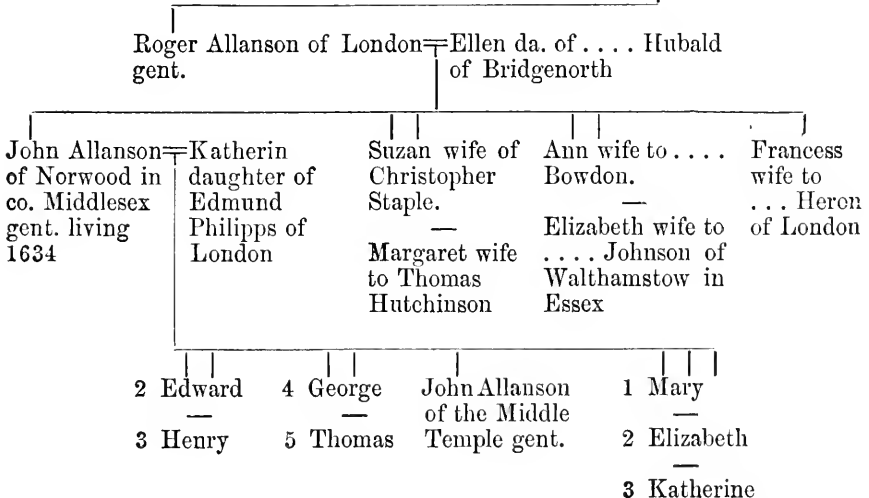 Roger Allanson of London=Ellen da. of . . . . Hubald
gent.
of Bridgenorth
John Allanson=Katherin
of Norwood in
co. Middlesex
gent. living
1634
daughter of
Edmund
Philipps of
London
Suzan wife of
Christopher
Staple.
—
Margaret wife
to Thomas
Hutchinson
Ann wife to . . . .
Bowdon.
—
Elizabeth wife to
. . . . Johnson of
Walthamstow in
Essex
Francess
wife to
. . . Heron
of London
2 Edward
—
3 Henry
4 George
—
5 Thomas
John Allanson
of the Middle
Temple gent.
1 Mary
—
2 Elizabeth
—
3 Katherine